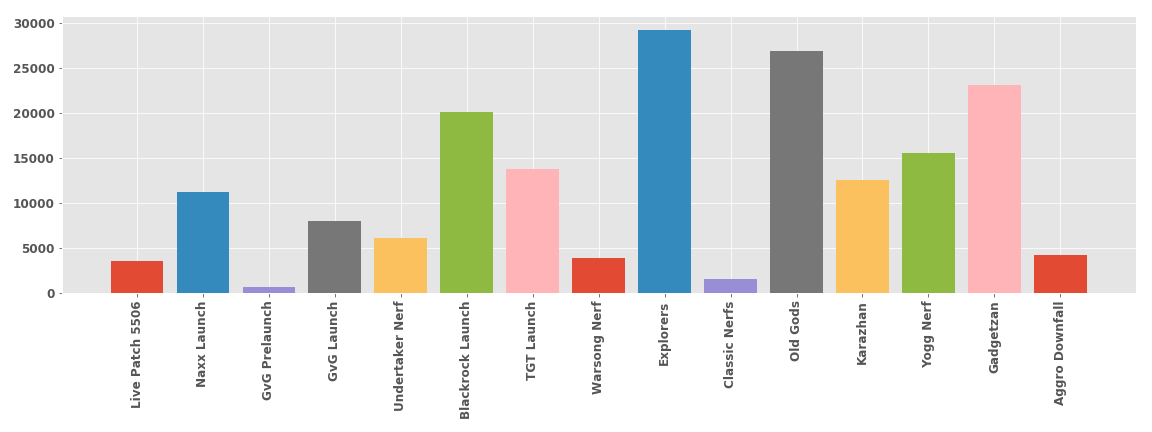 30000
25000
20000
15000
10000
5000
0
Live Patch 5506
Naxx Launch
GvG Prelaunch
GvG Launch
Undertaker Nerf
Blackrock Launch
TGT Launch
Warsong Nerf
Explorers
Classic Nerfs
Old Gods
Karazhan
Yogg Nerf
Gadgetzan
Aggro Downfall